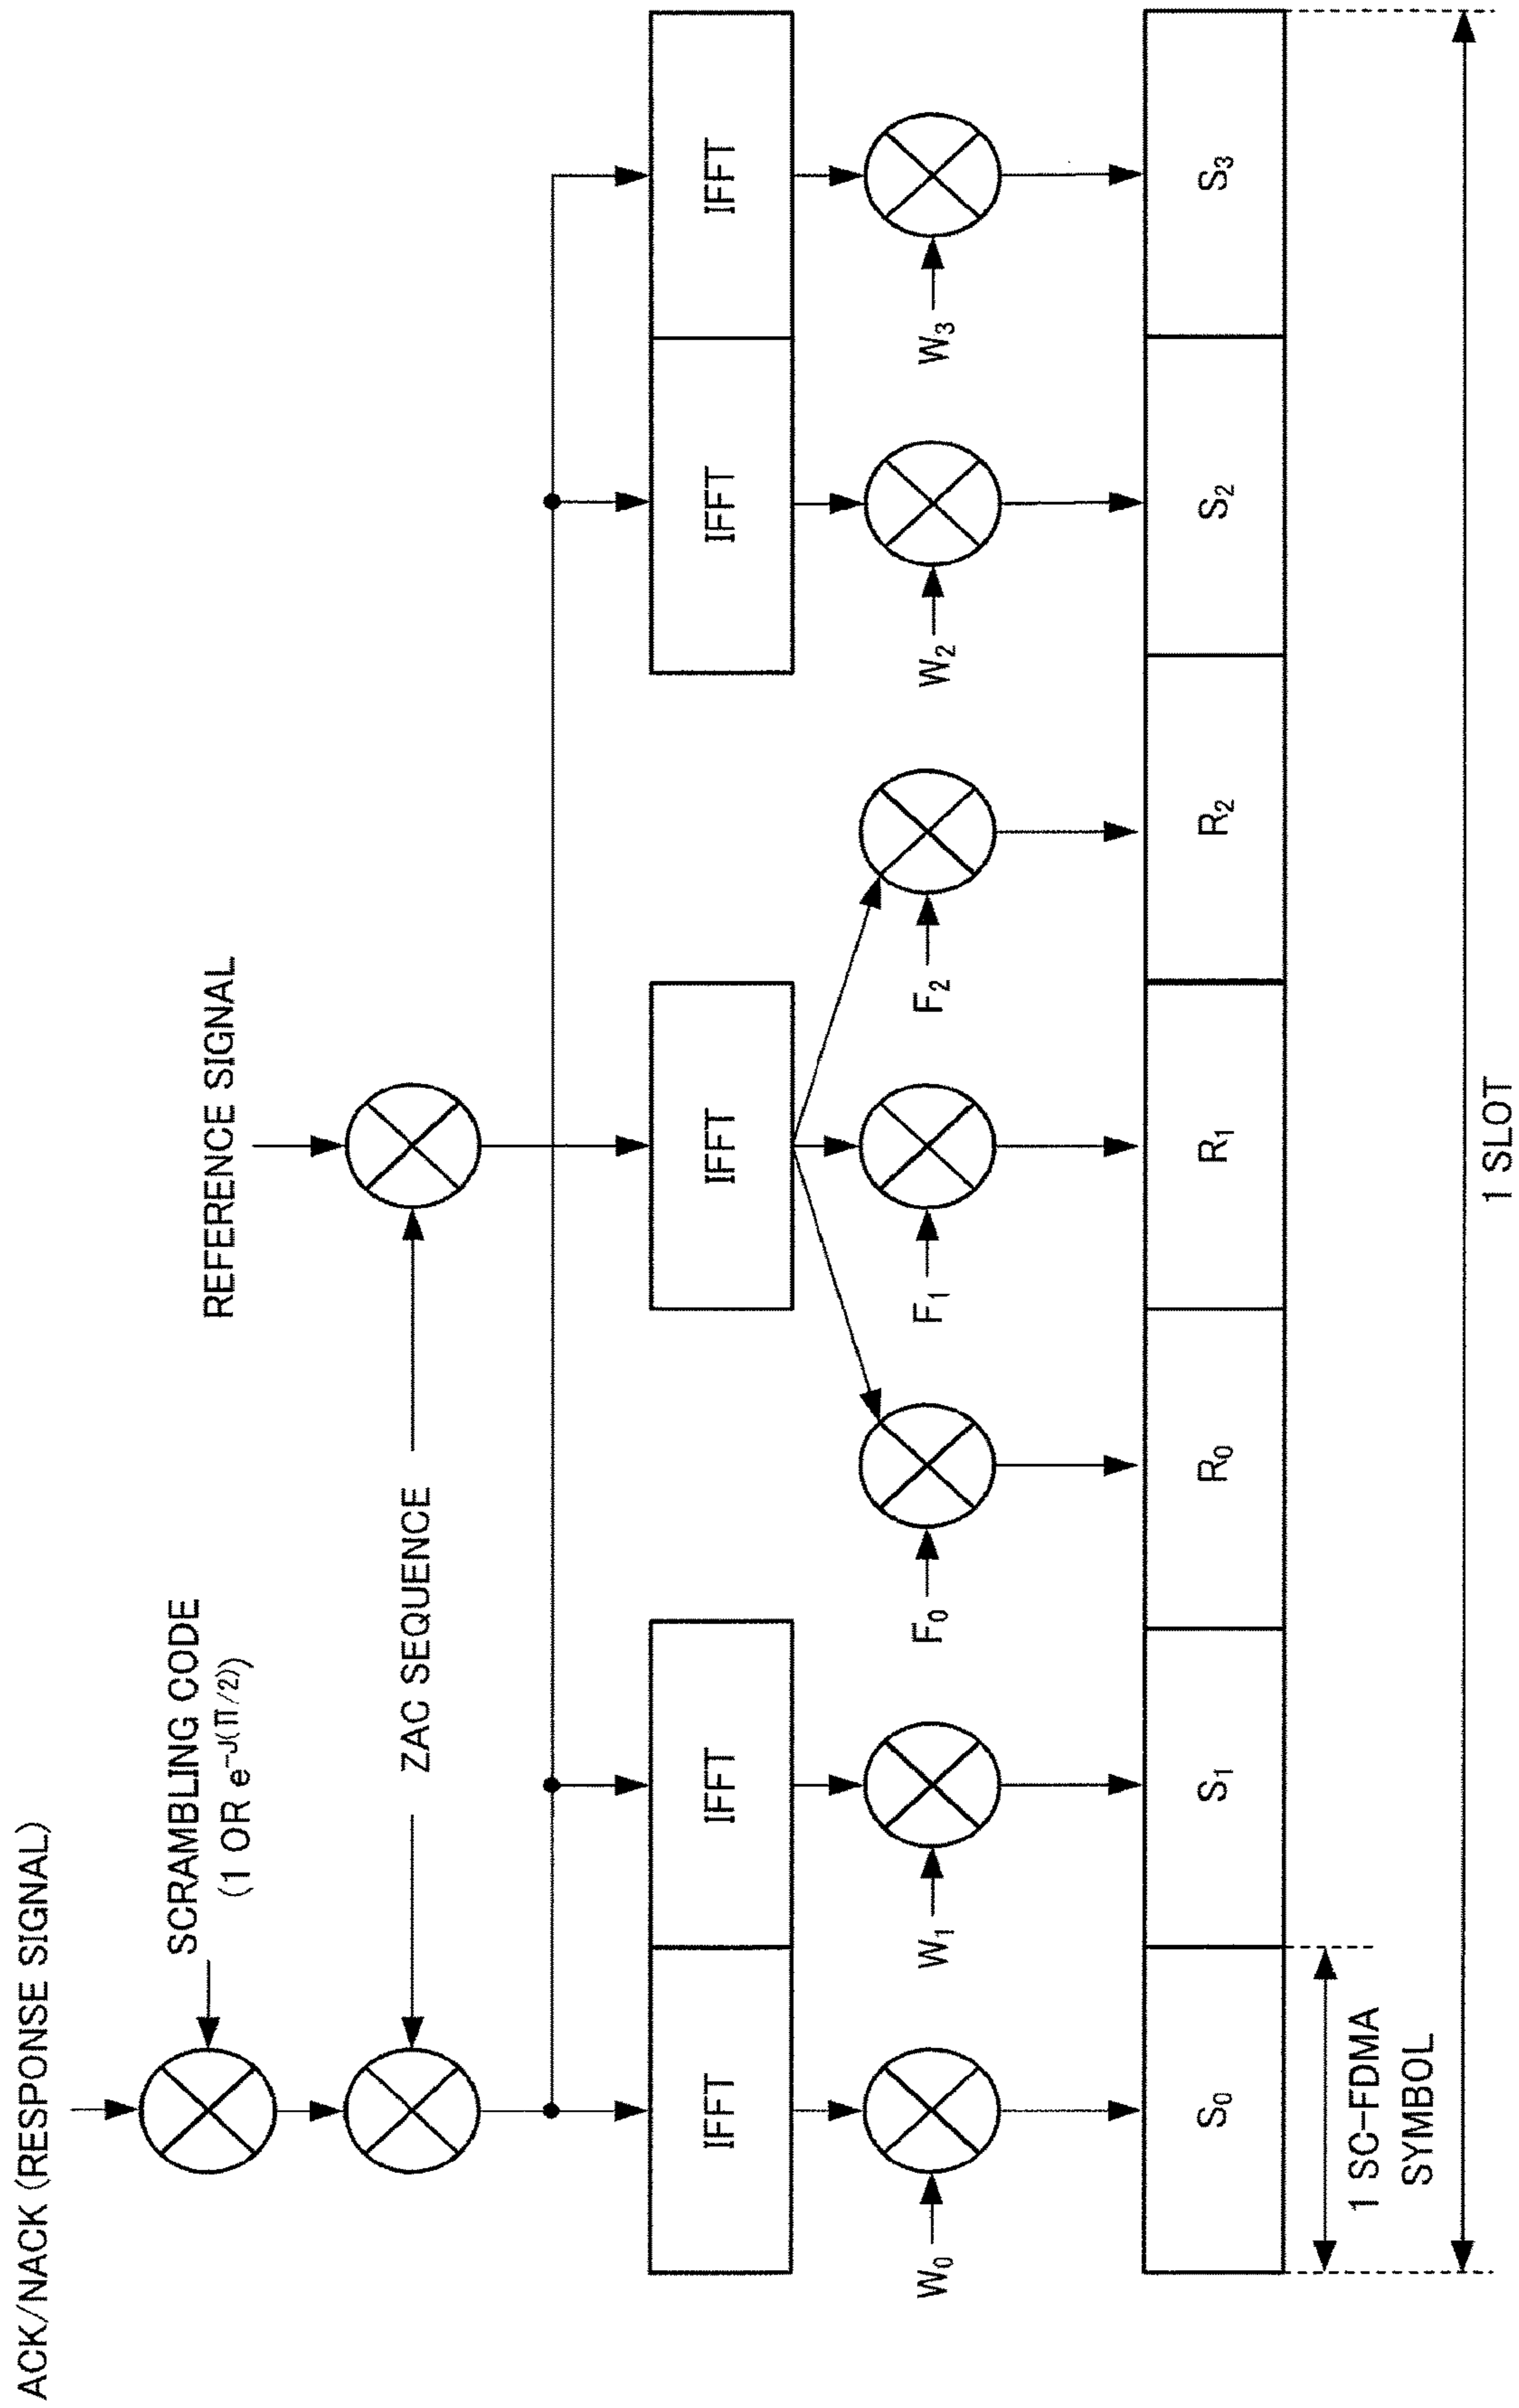 ACK/NACK (RESPONSE SIGNAL)
SCRAMBLING CODE
(1 OR e^-J(π/2))
REFERENCE SIGNAL
ZAC SEQUENCE
IFFT
IFFT
IFFT
IFFT
IFFT
W0
W1
F0
F1
F2
W2
W3
S0
S1
R0
R1
R2
S2
S3
1 SC-FDMA
SYMBOL
1 SLOT